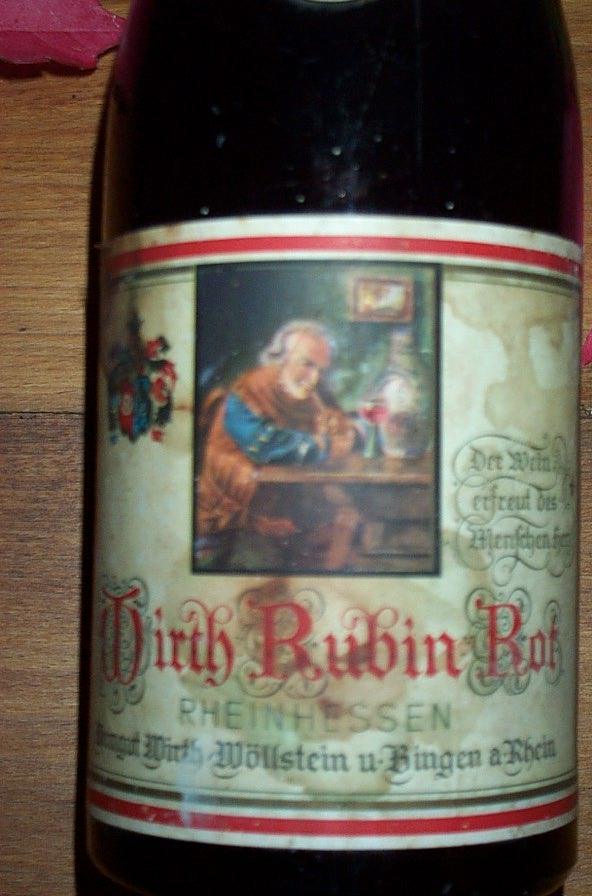 Der Wein
erfreut des
Menschen Herz
Wirth Rubin-Rot
RHEINHESSEN
Weingut Wirth · Wöllstein u · Bingen a Rhein